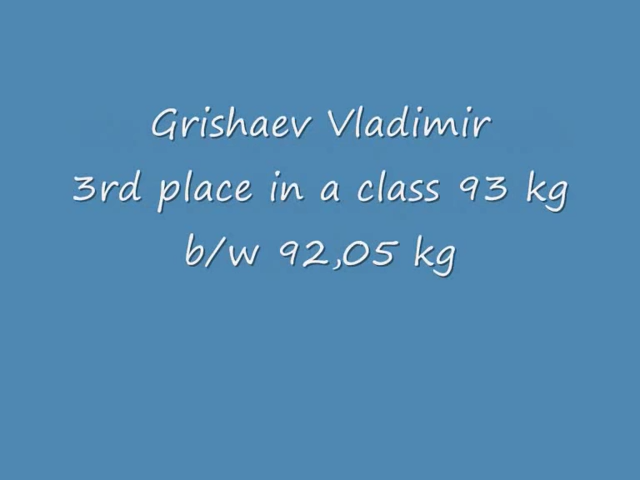 Grishaev Vladimir
3rd place in a class 93 kg
b/w 92,05 kg